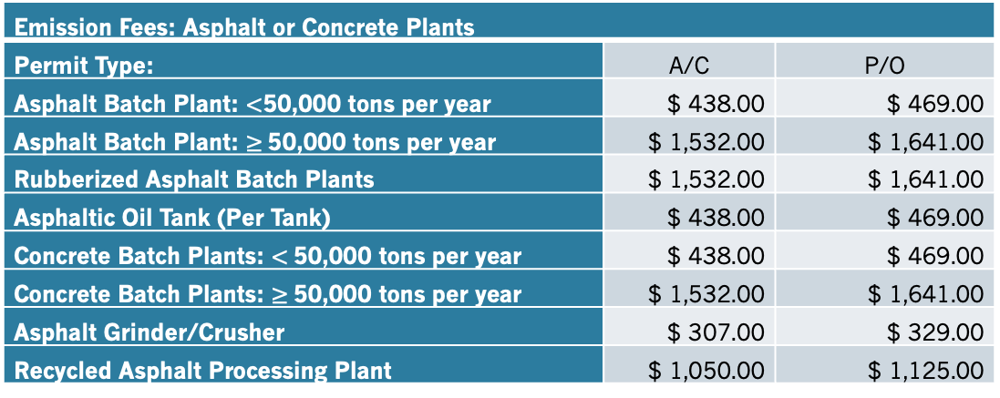 Emission Fees: Asphalt or Concrete Plants
Permit Type: A/C P/O
Asphalt Batch Plant: <50,000 tons per year $ 438.00 $ 469.00
Asphalt Batch Plant: ≥ 50,000 tons per year $ 1,532.00 $ 1,641.00
Rubberized Asphalt Batch Plants $ 1,532.00 $ 1,641.00
Asphaltic Oil Tank (Per Tank) $ 438.00 $ 469.00
Concrete Batch Plants: < 50,000 tons per year $ 438.00 $ 469.00
Concrete Batch Plants: ≥ 50,000 tons per year $ 1,532.00 $ 1,641.00
Asphalt Grinder/Crusher $ 307.00 $ 329.00
Recycled Asphalt Processing Plant $ 1,050.00 $ 1,125.00